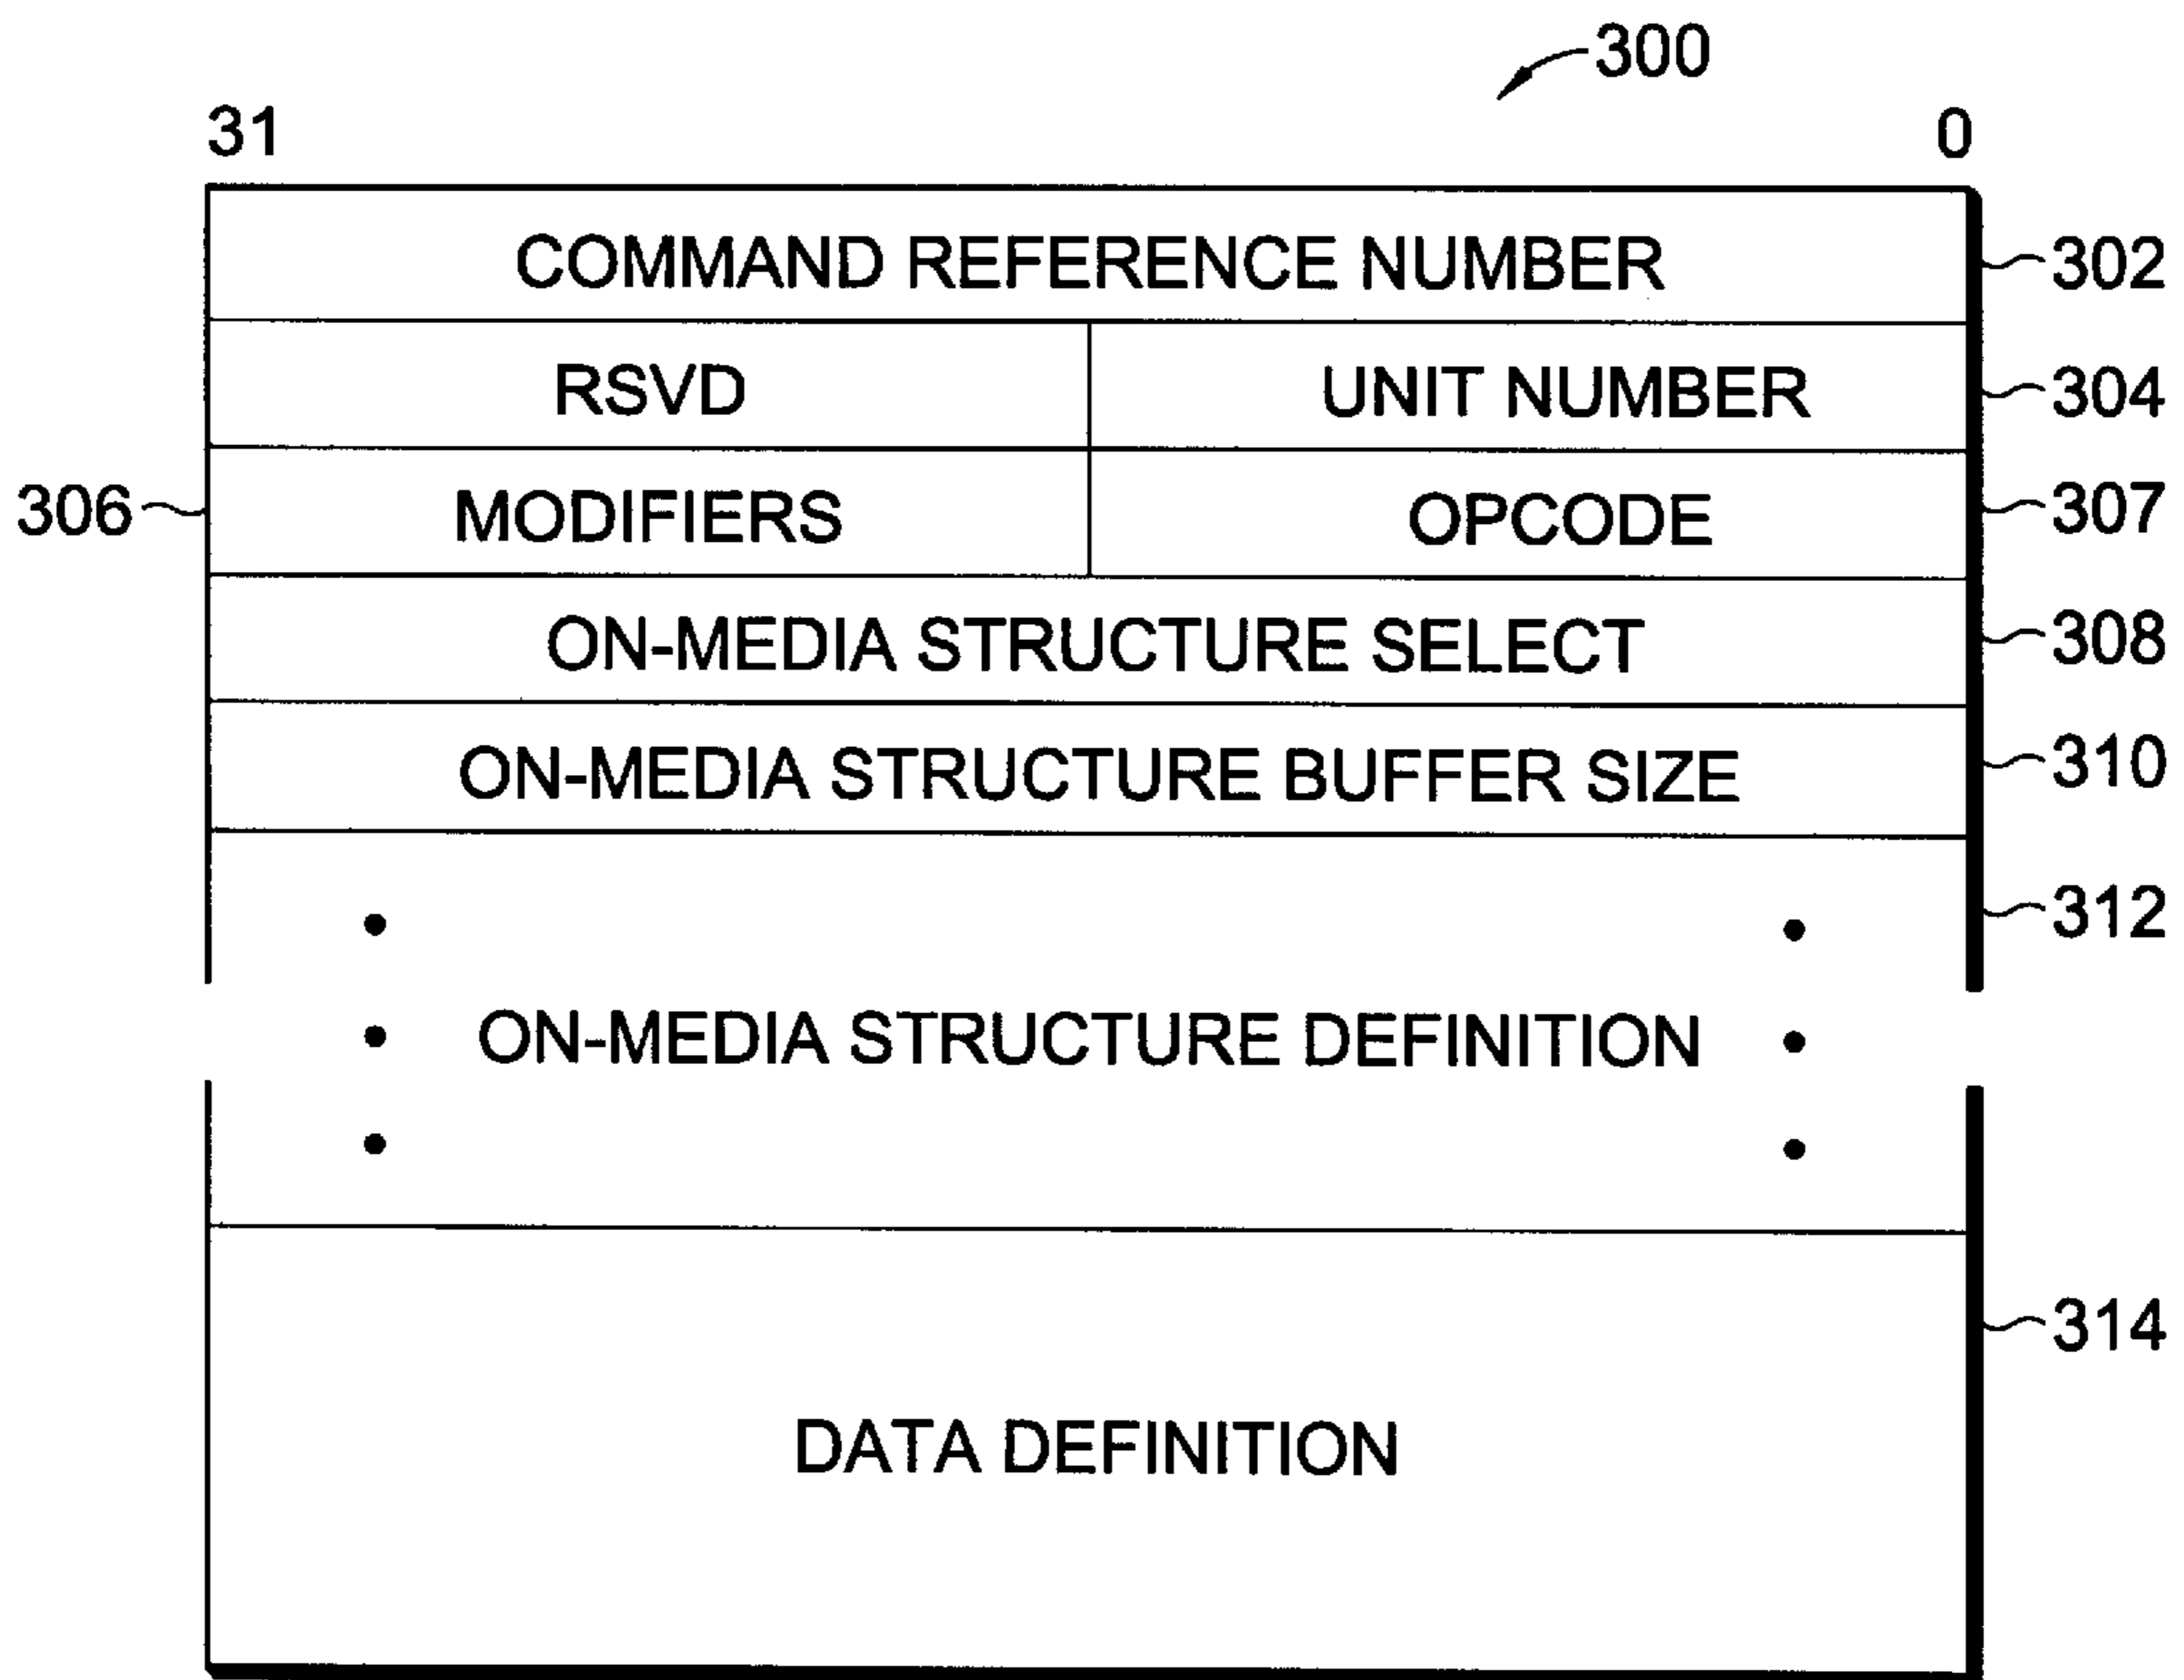 300
31 0
COMMAND REFERENCE NUMBER 302
RSVD UNIT NUMBER 304
306 MODIFIERS OPCODE 307
ON-MEDIA STRUCTURE SELECT 308
ON-MEDIA STRUCTURE BUFFER SIZE 310
312
ON-MEDIA STRUCTURE DEFINITION
314
DATA DEFINITION